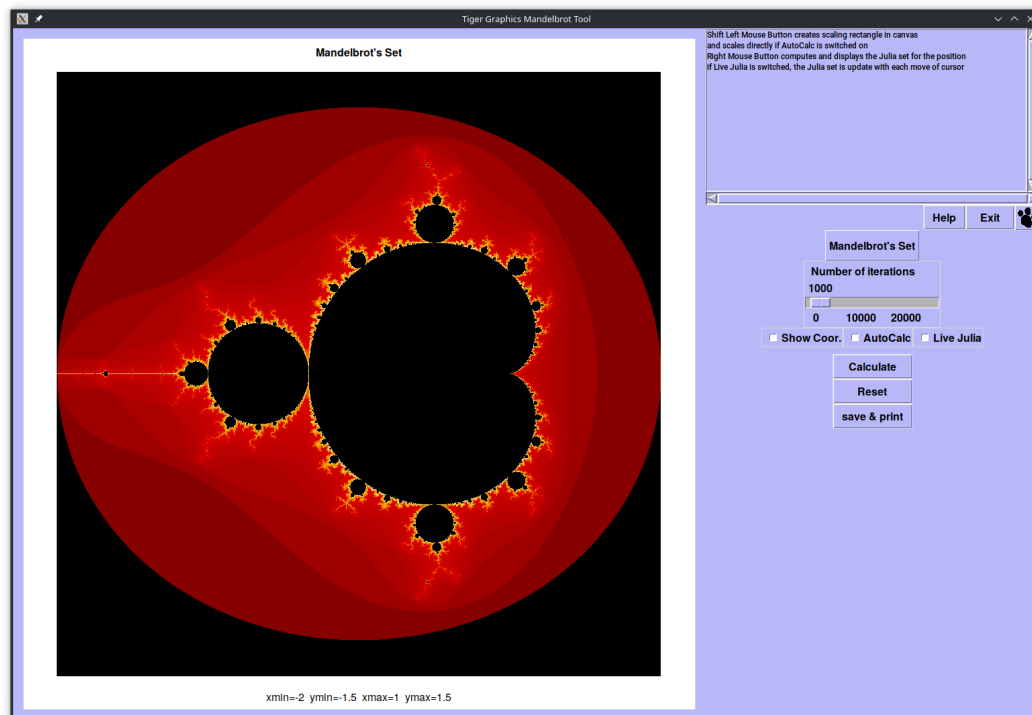 Tiger Graphics Mandelbrot Tool
Mandelbrot's Set
Shift Left Mouse Button creates scaling rectangle in canvas
and scales directly if AutoCalc is switched on
Right Mouse Button computes and displays the Julia set for the position
If Live Julia is switched, the Julia set is update with each move of cursor
Help Exit
Mandelbrot's Set
Number of iterations
1000
0 10000 20000
Show Coor. AutoCalc Live Julia
Calculate
Reset
save & print
xmin=-2 ymin=-1.5 xmax=1 ymax=1.5